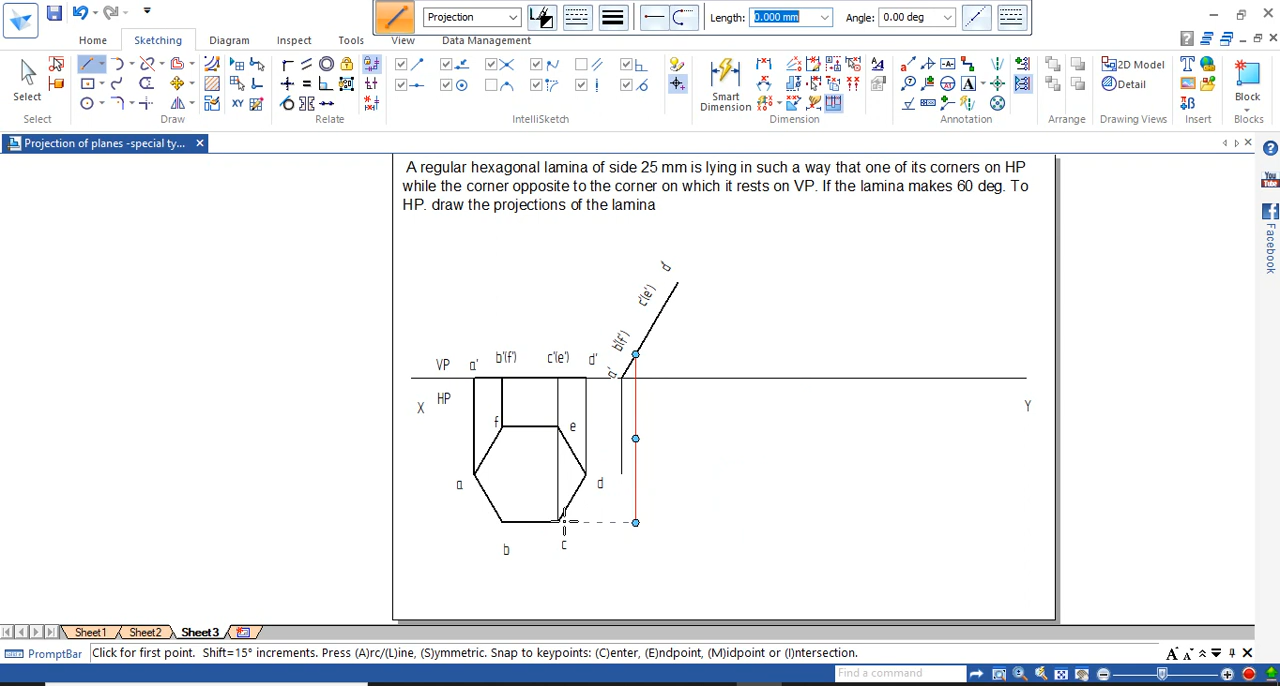 Projection
Length:
0.000 mm
Angle:
0.00 deg
Home
Sketching
Diagram
Inspect
Tools
View
Data Management
Select
Smart
Dimension
2D Model
Detail
Block
Select
Draw
Relate
IntelliSketch
Dimension
Annotation
Arrange
Drawing Views
Insert
Blocks
Projection of planes -special ty...
A regular hexagonal lamina of side 25 mm is lying in such a way that one of its corners on HP
while the corner opposite to the corner on which it rests on VP. If the lamina makes 60 deg. To
HP. draw the projections of the lamina
d'
c'(e')
b'(f')
a'
VP
a'
b'(f')
c'(e')
d'
X
HP
Y
f
e
a
d
b
c
You
Tube
Facebook
Sheet1
Sheet2
Sheet3
PromptBar
Click for first point. Shift=15° increments. Press (A)rc/(L)ine, (S)ymmetric. Snap to keypoints: (C)enter, (E)ndpoint, (M)idpoint or (I)ntersection.
Find a command